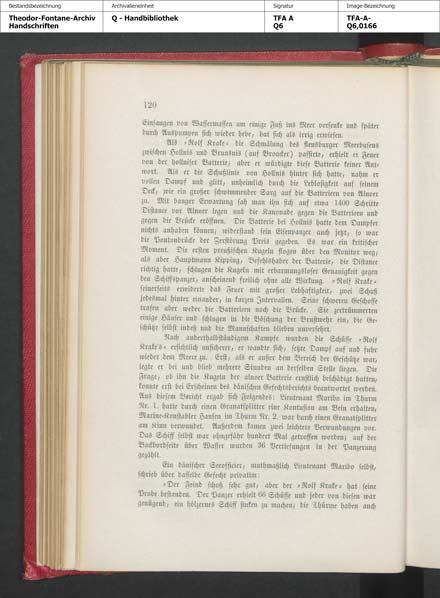 Bestandsbezeichnung
Archivalieneinheit
Signatur
Image-Bezeichnung
Theodor-Fontane-Archiv
Handschriften
Q - Handbibliothek
TFA A
Q6
TFA-A-
Q6,0166
120
Einsaugen von Wassermassen um einige Fuß ins Meer versenke und später
durch Auspumpen sich wieder hebe, hat sich als irrig erwiesen.
Als »Rolf Krake« die Schmälung des flensburger Meerbusens
zwischen Hollnis und Brunsnis (auf Broacker) passirte, erhielt er Feuer
von der hollniser Batterie; aber er würdigte diese Batterie keiner Ant-
wort. Als er die Schußlinie von Hollnis hinter sich hatte, nahm er
vollen Dampf und glitt, unheimlich durch die Leblosigkeit auf seinem
Deck, wie ein großer schwimmender Sarg auf die Batterieen von Alnoer
zu. Mit banger Erwartung sah man ihn sich auf etwa 1400 Schritte
Distance vor Alnoer legen und die Kanonade gegen die Batterieen und
gegen die Brücke eröffnen. Die Batterie bei Hollnis hatte dem Dampfer
nichts anhaben können; widerstand sein Eisenpanzer auch jetzt, so war
die Pontonbrücke der Zerstörung Preis gegeben. Es war ein kritischer
Moment. Die ersten preußischen Kugeln flogen über den Monitor weg;
als aber Hauptmann Kipping, Befehlshaber der Batterie, die Distance
richtig hatte, schlugen die Kugeln mit erbarmungsloser Genauigkeit gegen
den Schiffspanzer, anscheinend freilich ohne alle Wirkung. »Rolf Krake«
seinerseits erwiderte das Feuer mit großer Lebhaftigkeit, zwei Schuß
jedesmal hinter einander, in kurzen Intervallen. Seine schweren Geschosse
trafen aber weder die Batterieen noch die Brücke. Sie zertrümmerten
einige Häuser und schlugen in die Böschung der Brustwehr ein, die Ge-
schütze selbst indeß und die Mannschaften blieben unversehrt.
Nach anderthalbstündigem Kampfe wurden die Schüsse »Rolf
Krake's« ersichtlich unsicherer, er wandte sich, setzte Dampf auf und fuhr
wieder dem Meere zu. Erst, als er außer dem Bereich der Geschütze war,
legte er bei und blieb mehrere Stunden an derselben Stelle liegen. Die
Frage, ob ihn die Kugeln der alnoer Batterie ernstlich beschädigt hatten,
konnte erst bei Erscheinen des dänischen Gefechtsberichts beantwortet werden.
Aus diesem Bericht ergab sich Folgendes: Lieutenant Maribo im Thurm
Nr. 1. hatte durch einen Granatsplitter eine Kontusion am Bein erhalten,
Marine-Konstabler Hansen im Thurm Nr. 2. war durch einen Granatsplitter
am Kinn verwundet. Außerdem kamen zwei leichtere Verwundungen vor.
Das Schiff selbst war ohngefähr hundert Mal getroffen worden; auf der
Backbordseite über Wasser wurden 36 Vertiefungen in der Panzerung
gezählt.
Ein dänischer Seeoffizier, muthmaßlich Lieutenant Maribo selbst,
schrieb über dasselbe Gefecht privatim:
»Der Feind schoß sehr gut, aber der »Rolf Krake« hat seine
Probe bestanden. Der Panzer erhielt 66 Schüsse und jeder von diesen war
genügend, ein hölzernes Schiff sinken zu machen; die Thürme haben auch